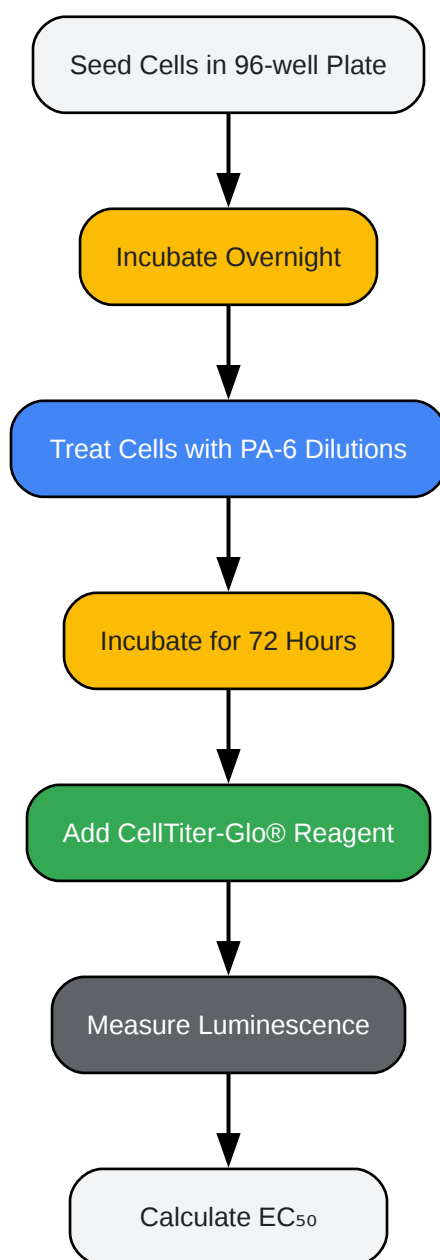 Seed Cells in 96-well Plate
Incubate Overnight
Treat Cells with PA-6 Dilutions
Incubate for 72 Hours
Add CellTiter-Glo® Reagent
Measure Luminescence
Calculate EC₅₀